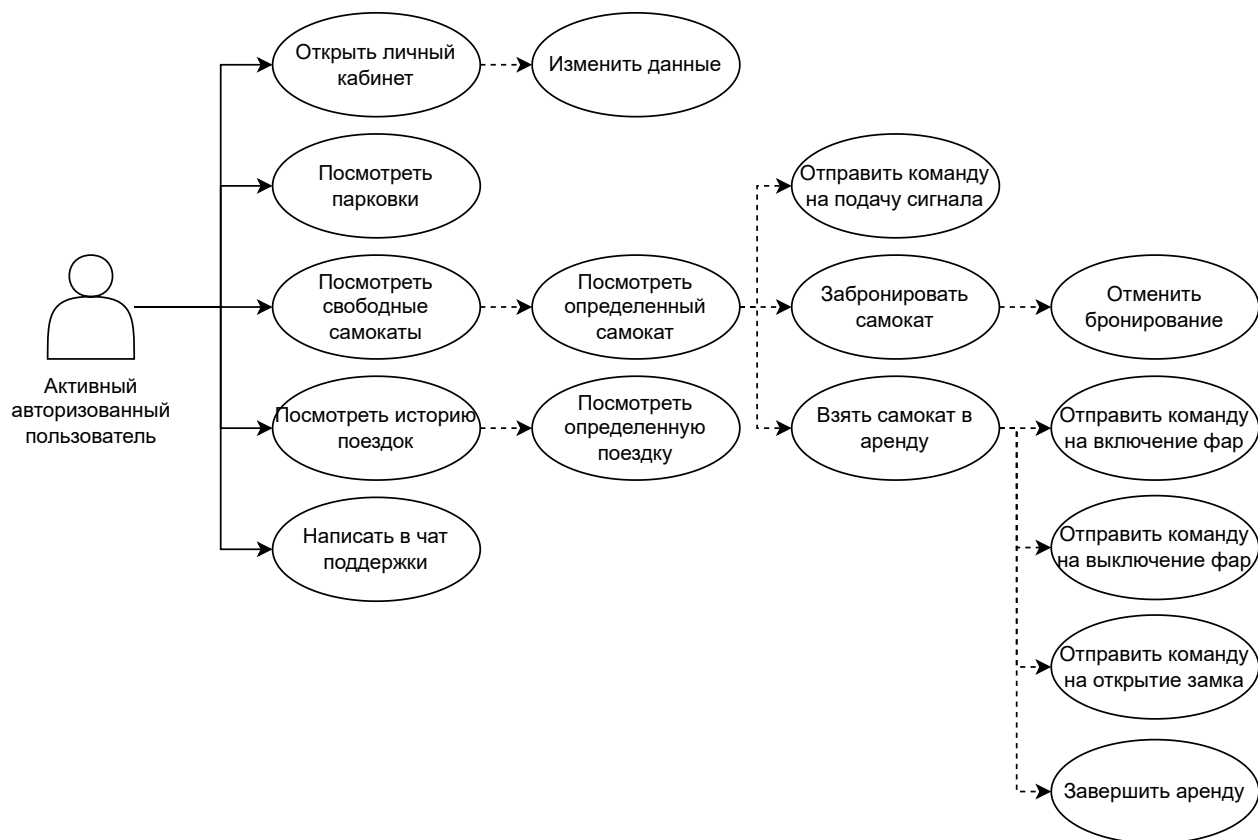 Открыть личный
кабинет
Изменить данные
Посмотреть
парковки
Отправить команду
на подачу сигнала
Активный
авторизованный
пользователь
Посмотреть
свободные
самокаты
Посмотреть
определенный
самокат
Забронировать
самокат
Отменить
бронирование
Посмотреть историю
поездок
Посмотреть
определенную
поездку
Взять самокат в
аренду
Отправить команду
на включение фар
Написать в чат
поддержки
Отправить команду
на выключение фар
Отправить команду
на открытие замка
Завершить аренду